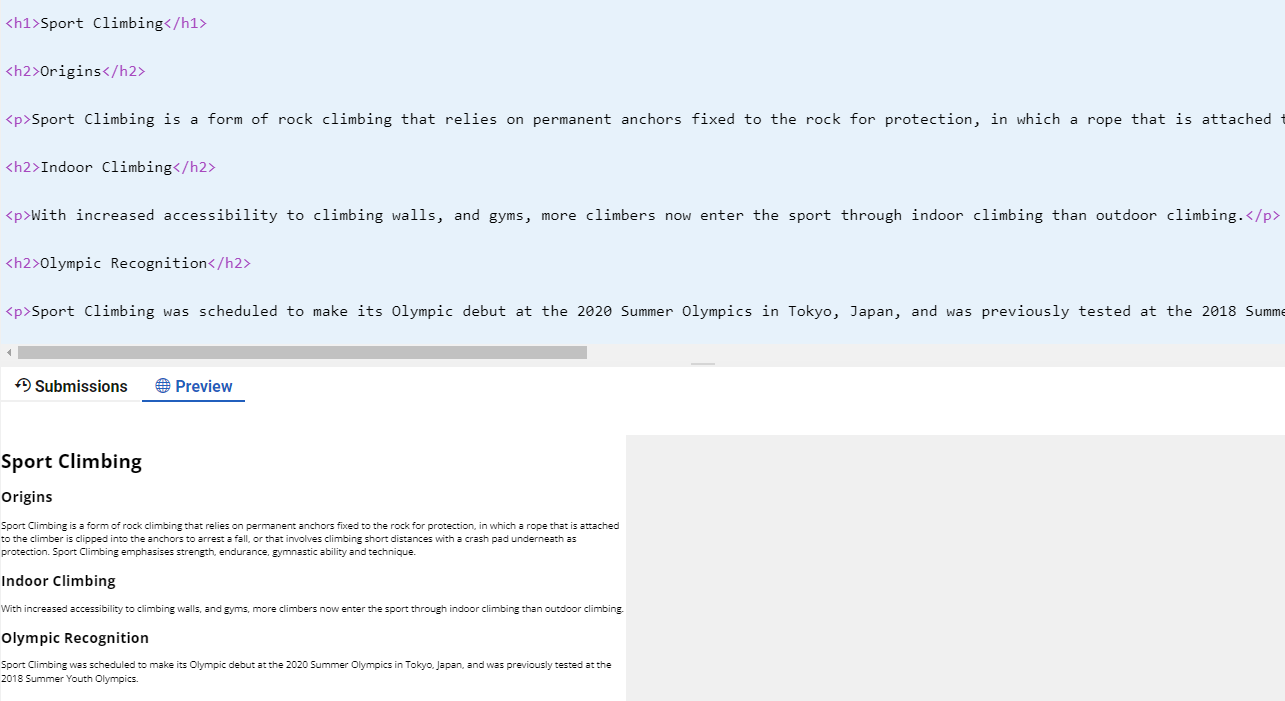 <h1>Sport Climbing</h1>
<h2>Origins</h2>
<p>Sport Climbing is a form of rock climbing that relies on permanent anchors fixed to the rock for protection, in which a rope that is attached
<h2>Indoor Climbing</h2>
<p>With increased accessibility to climbing walls, and gyms, more climbers now enter the sport through indoor climbing than outdoor climbing.</p>
<h2>Olympic Recognition</h2>
<p>Sport Climbing was scheduled to make its Olympic debut at the 2020 Summer Olympics in Tokyo, Japan, and was previously tested at the 2018 Summe
Submissions Preview
Sport Climbing
Origins
Sport Climbing is a form of rock climbing that relies on permanent anchors fixed to the rock for protection, in which a rope that is attached
to the climber is clipped into the anchors to arrest a fall, or that involves climbing short distances with a crash pad underneath as
protection. Sport Climbing emphasises strength, endurance, gymnastic ability and technique.
Indoor Climbing
With increased accessibility to climbing walls, and gyms, more climbers now enter the sport through indoor climbing than outdoor climbing.
Olympic Recognition
Sport Climbing was scheduled to make its Olympic debut at the 2020 Summer Olympics in Tokyo, Japan, and was previously tested at the
2018 Summer Youth Olympics.